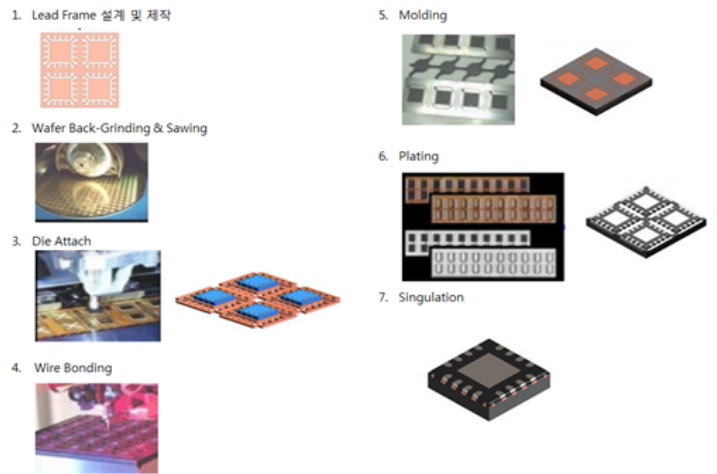 1. Lead Frame 설계 및 제작
2. Wafer Back-Grinding & Sawing
3. Die Attach
4. Wire Bonding
5. Molding
6. Plating
7. Singulation